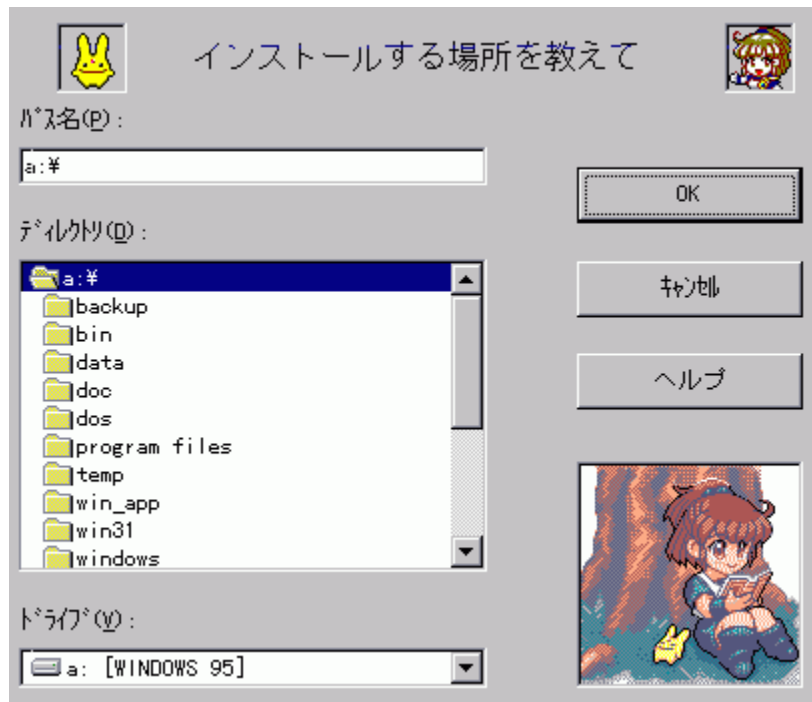 インストールする場所を教えて
ﾊﾟｽ名(P):
a:¥
OK
ﾃﾞｨﾚｸﾄﾘ(D):
a:¥
ｷｬﾝｾﾙ
backup
bin
data
ヘルプ
doc
dos
program files
temp
win_app
win31
windows
ﾄﾞﾗｲﾌﾞ(V):
a: [WINDOWS 95]